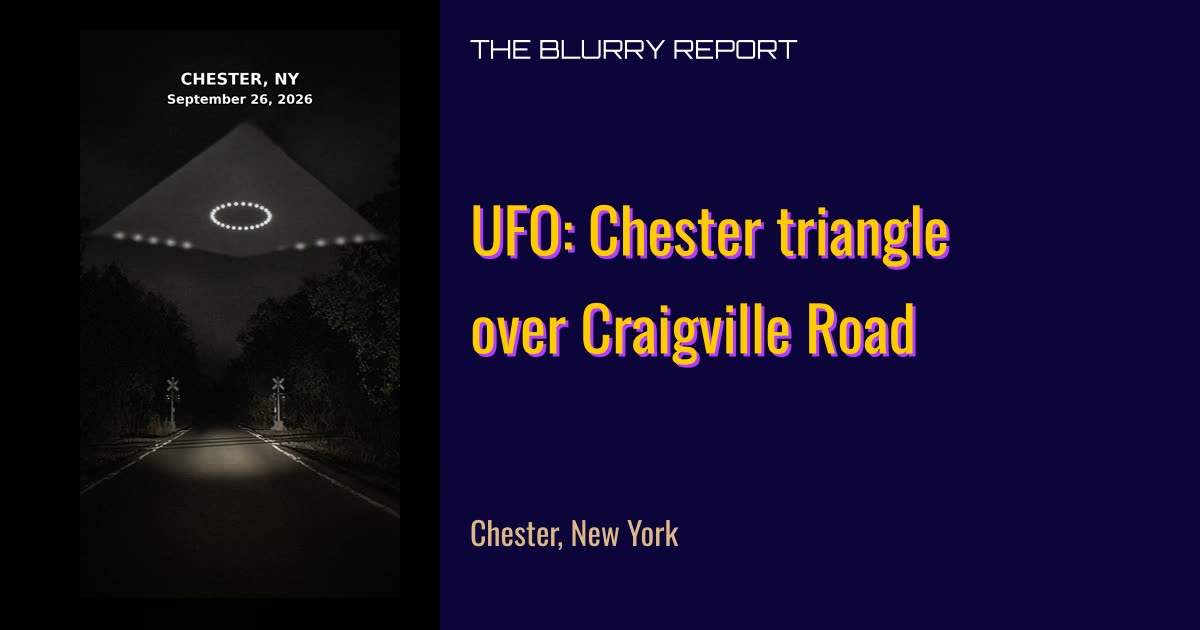 CHESTER, NY
September 26, 2026
THE BLURRY REPORT
UFO: Chester triangle
over Craigville Road
Chester, New York